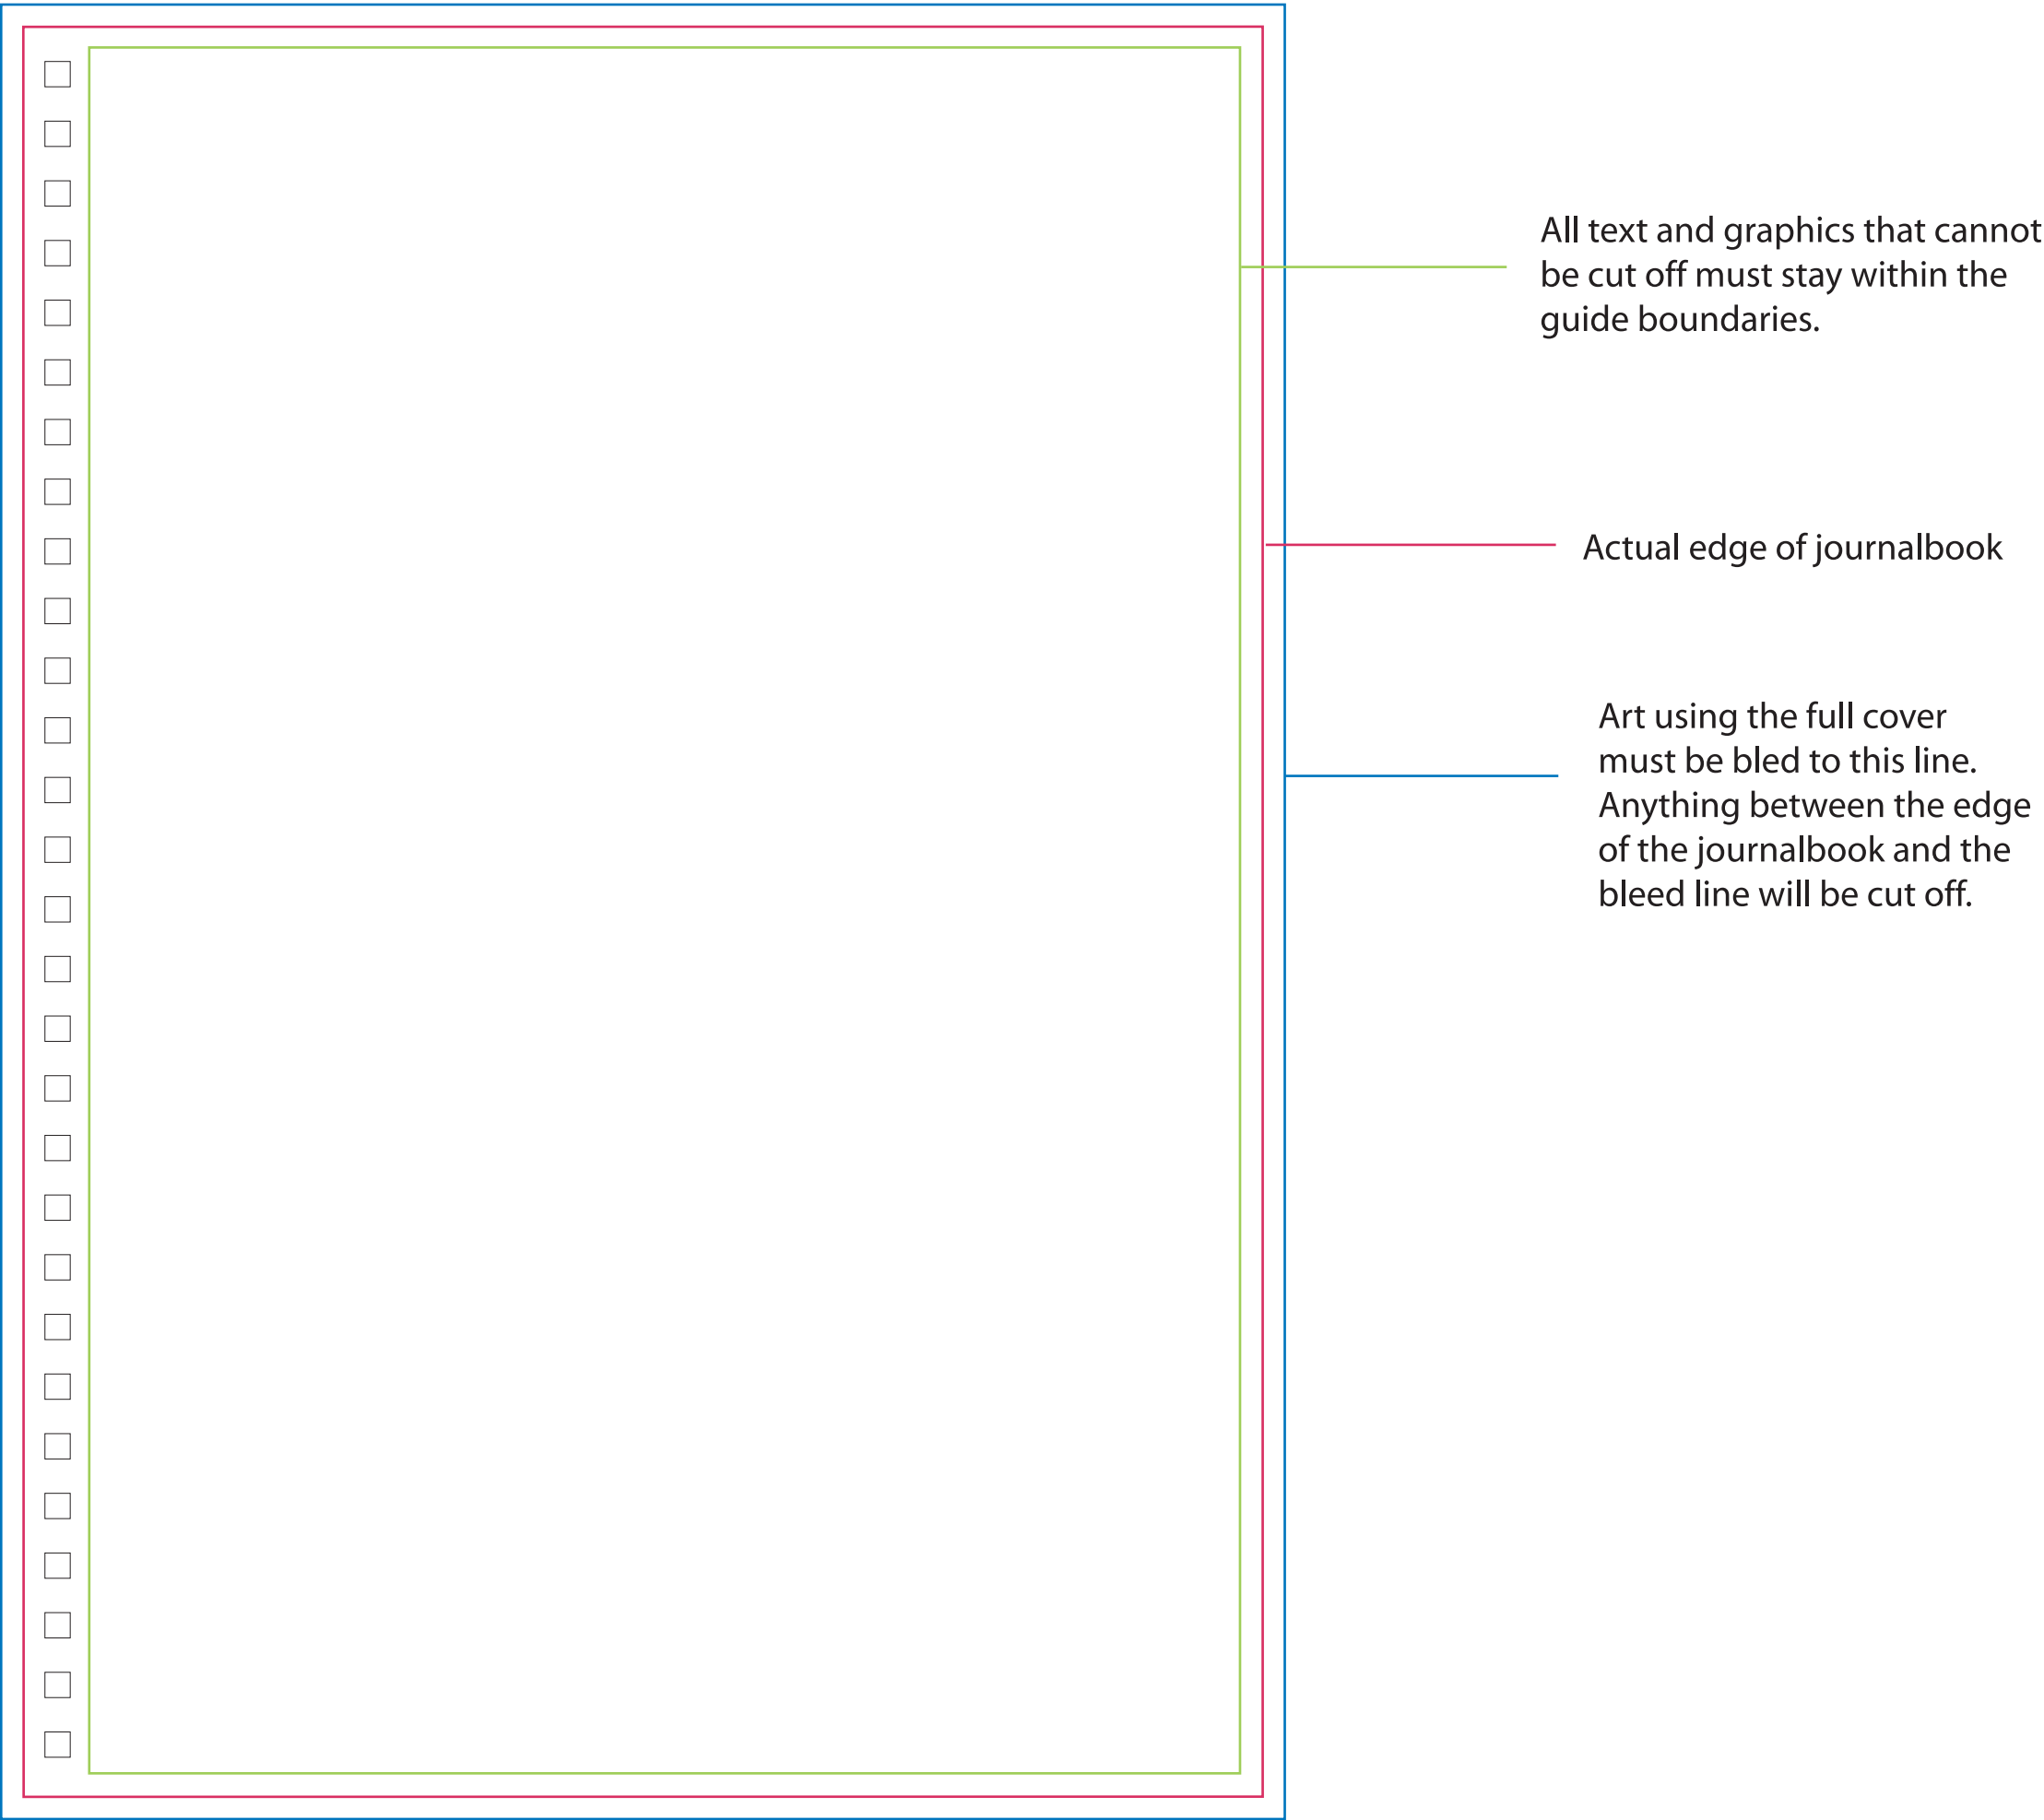 All text and graphics that cannot
be cut off must stay within the
guide boundaries.
Actual edge of journalbook
Art using the full cover
must be bled to this line.
Anything between the edge
of the journalbook and the
bleed line will be cut off.